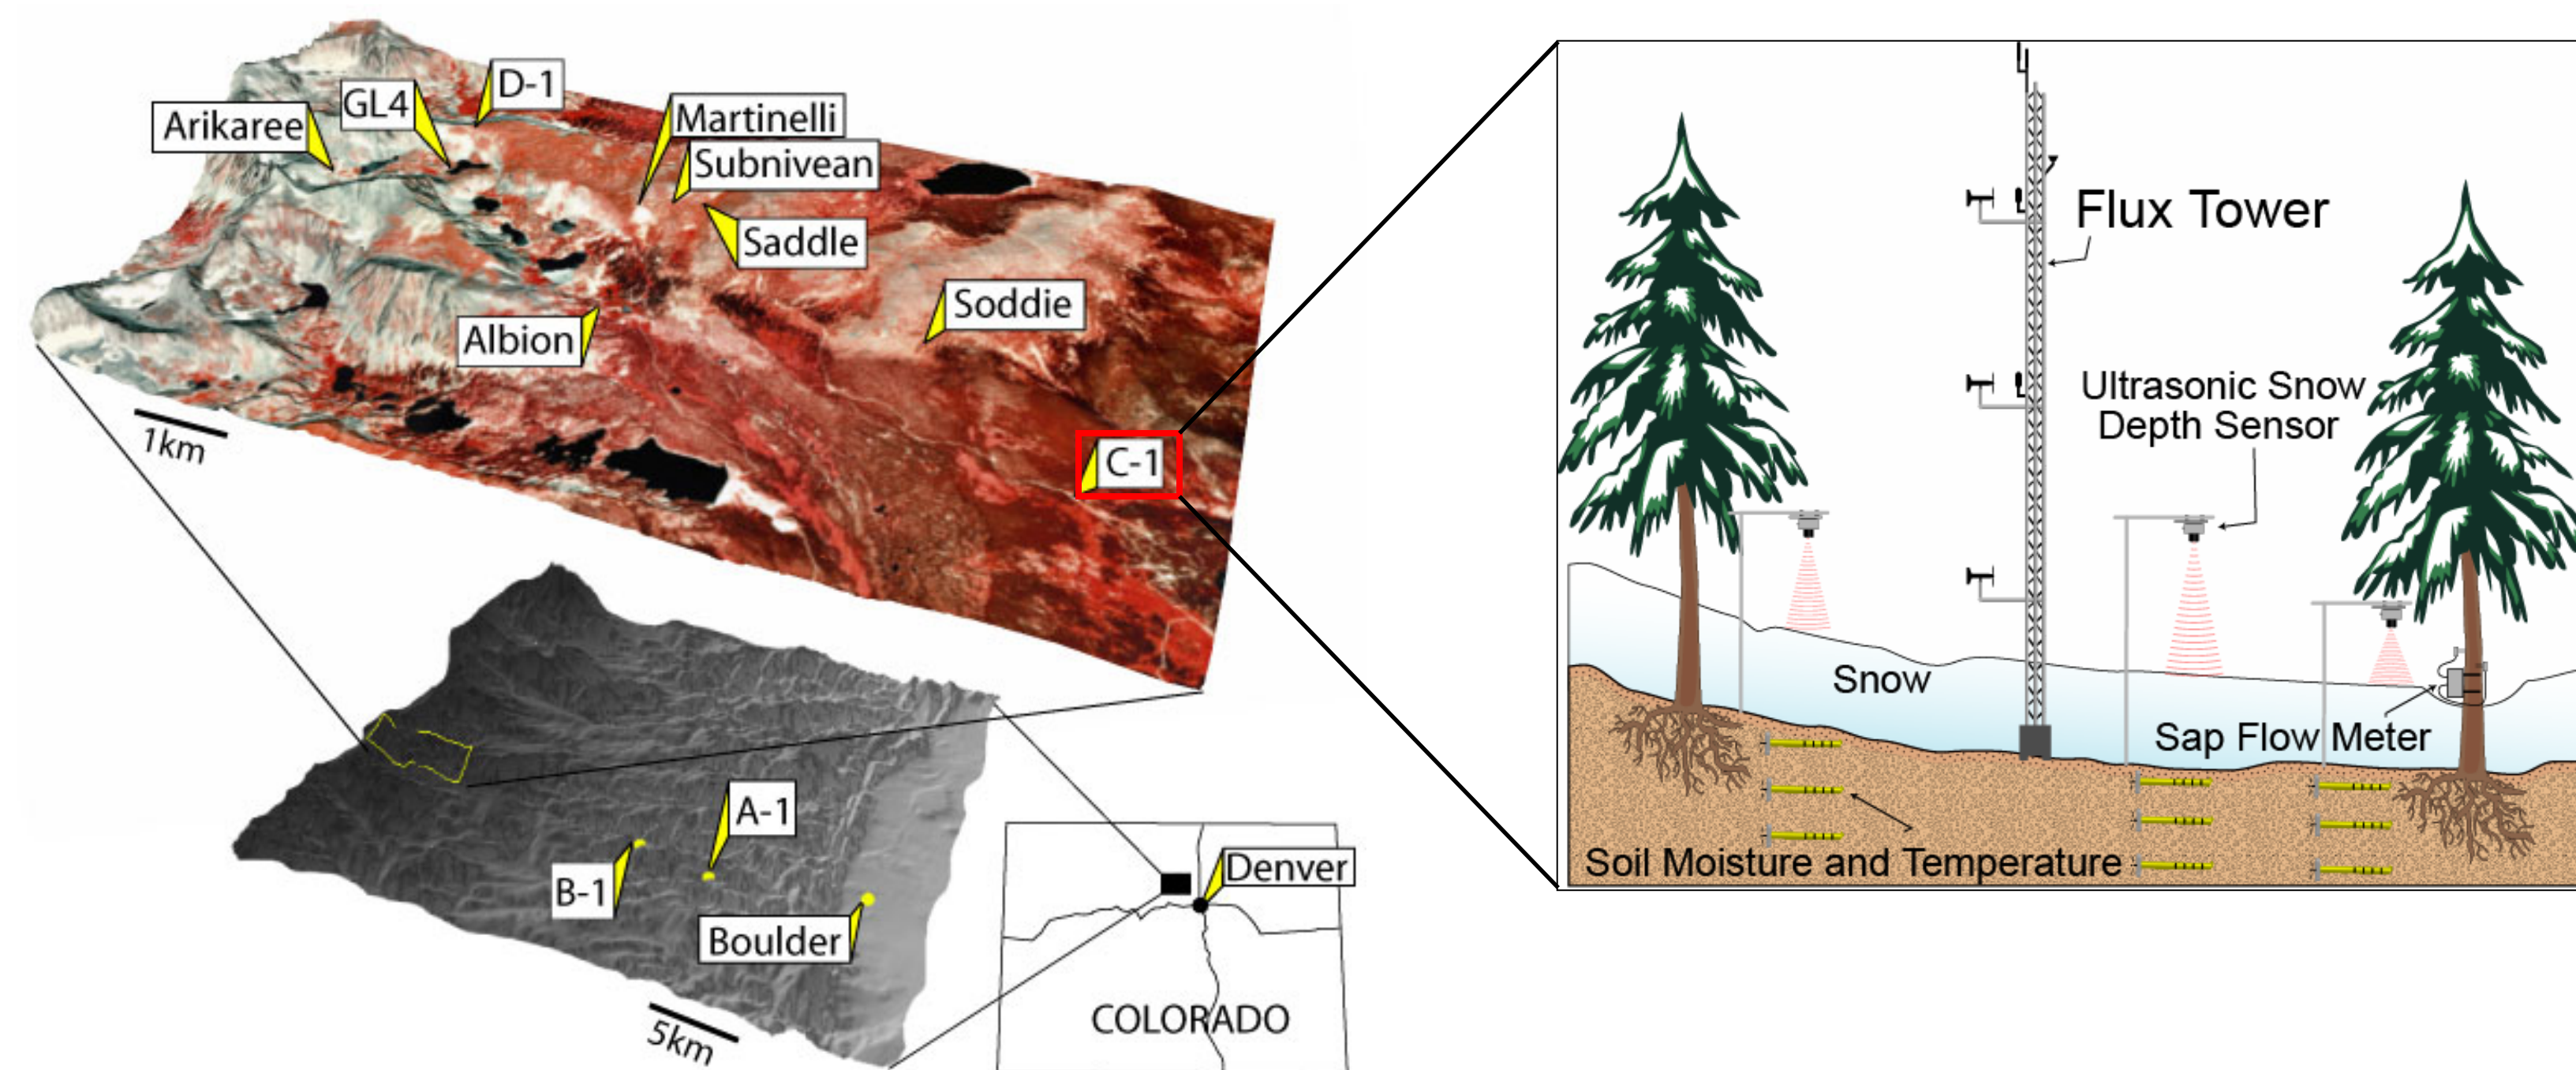 D-1
GL4
Arikaree
Martinelli
Subnivean
Saddle
Soddie
Albion
C-1
1km
A-1
B-1
Boulder
5km
Denver
COLORADO
Flux Tower
Ultrasonic Snow
Depth Sensor
Snow
Sap Flow Meter
Soil Moisture and Temperature